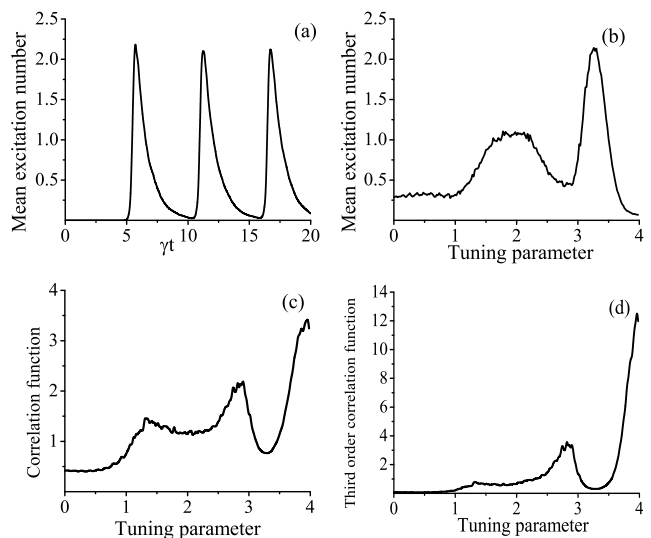 (a)
Mean excitation number
2.5
2.0
1.5
1.0
0.5
0 5 10 15 20
γt
(b)
Mean excitation number
2.5
2.0
1.5
1.0
0.5
0 1 2 3 4
Tuning parameter
(c)
Correlation function
4
3
2
1
0 1 2 3 4
Tuning parameter
(d)
Third order correlation function
14
12
10
8
6
4
2
0 1 2 3 4
Tuning parameter